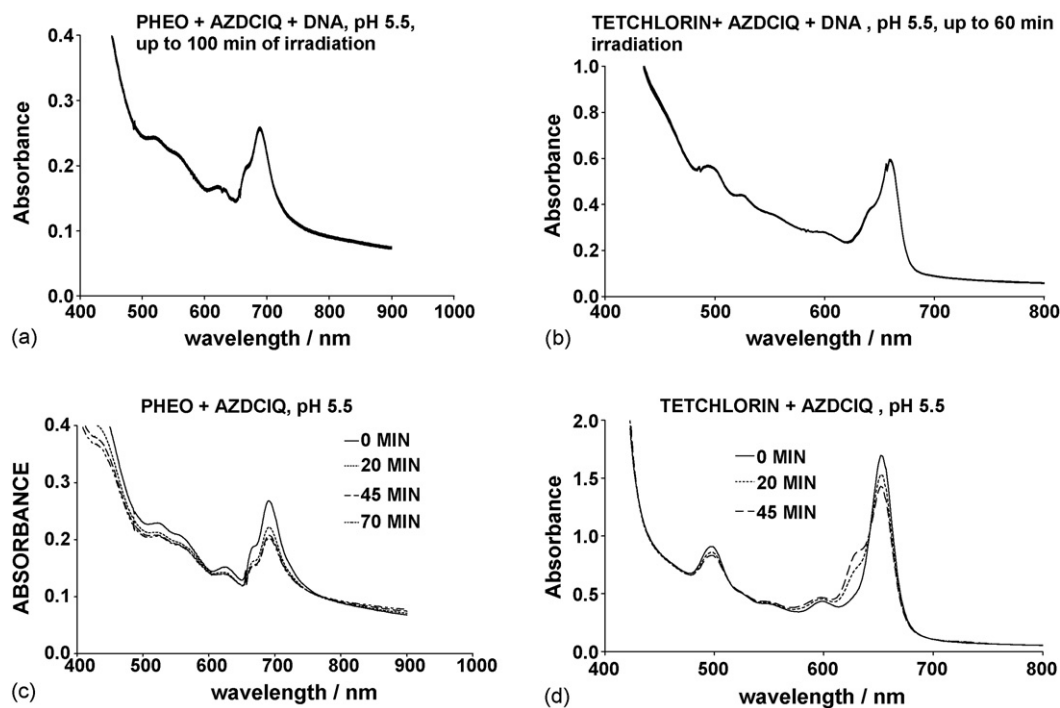 PHEO + AZDCIQ + DNA, pH 5.5,
up to 100 min of irradiation
0.4
0.3
0.2
0.1
0.0
Absorbance
400 500 600 700 800 900 1000
wavelength / nm
(a)
TETCHLORIN+ AZDCIQ + DNA , pH 5.5, up to 60 min
irradiation
1.0
0.8
0.6
0.4
0.2
0.0
Absorbance
400 500 600 700 800
wavelength / nm
(b)
PHEO + AZDCIQ, pH 5.5
0.4
0.3
0.2
0.1
0.0
ABSORBANCE
0 MIN
20 MIN
45 MIN
70 MIN
400 500 600 700 800 900 1000
wavelength / nm
(c)
TETCHLORIN + AZDCIQ , pH 5.5
2.0
1.5
1.0
0.5
0.0
Absorbance
0 MIN
20 MIN
45 MIN
400 500 600 700 800
wavelength / nm
(d)